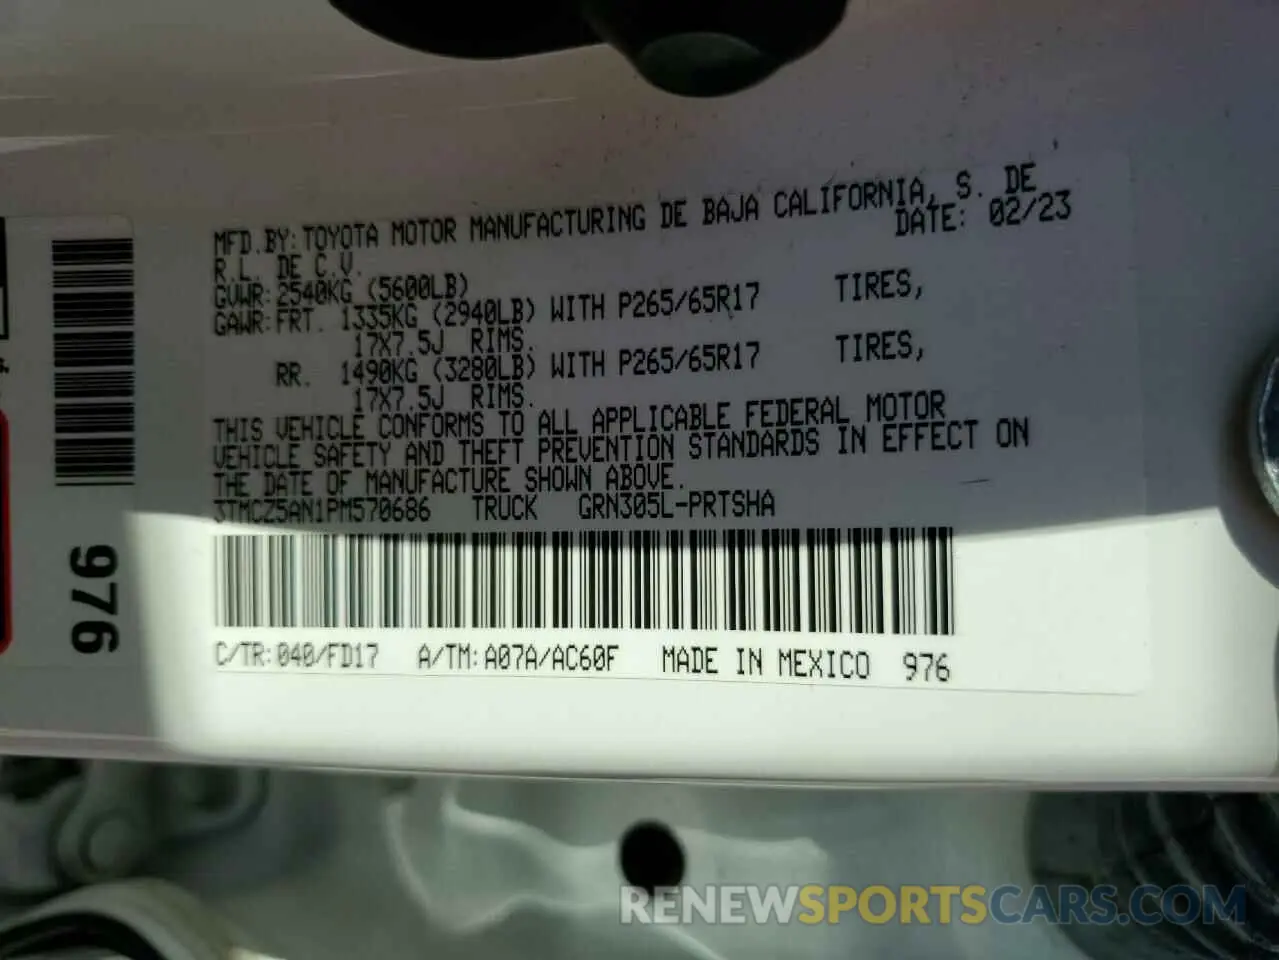 MFD.BY:TOYOTA MOTOR MANUFACTURING DE BAJA CALIFORNIA, S. DE
R.L. DE C.V. DATE: 02/23
GVWR:2540KG (5600LB)
GAWR:FRT. 1335KG (2940LB) WITH P265/65R17 TIRES,
17X7.5J RIMS.
RR. 1490KG (3280LB) WITH P265/65R17 TIRES,
17X7.5J RIMS.
THIS VEHICLE CONFORMS TO ALL APPLICABLE FEDERAL MOTOR
VEHICLE SAFETY AND THEFT PREVENTION STANDARDS IN EFFECT ON
THE DATE OF MANUFACTURE SHOWN ABOVE.
3TMCZ5AN1PM570686 TRUCK GRN305L-PRTSHA
C/TR:040/FD17 A/TM:A07A/AC60F MADE IN MEXICO 976
976
RENEWSPORTSCARS.COM